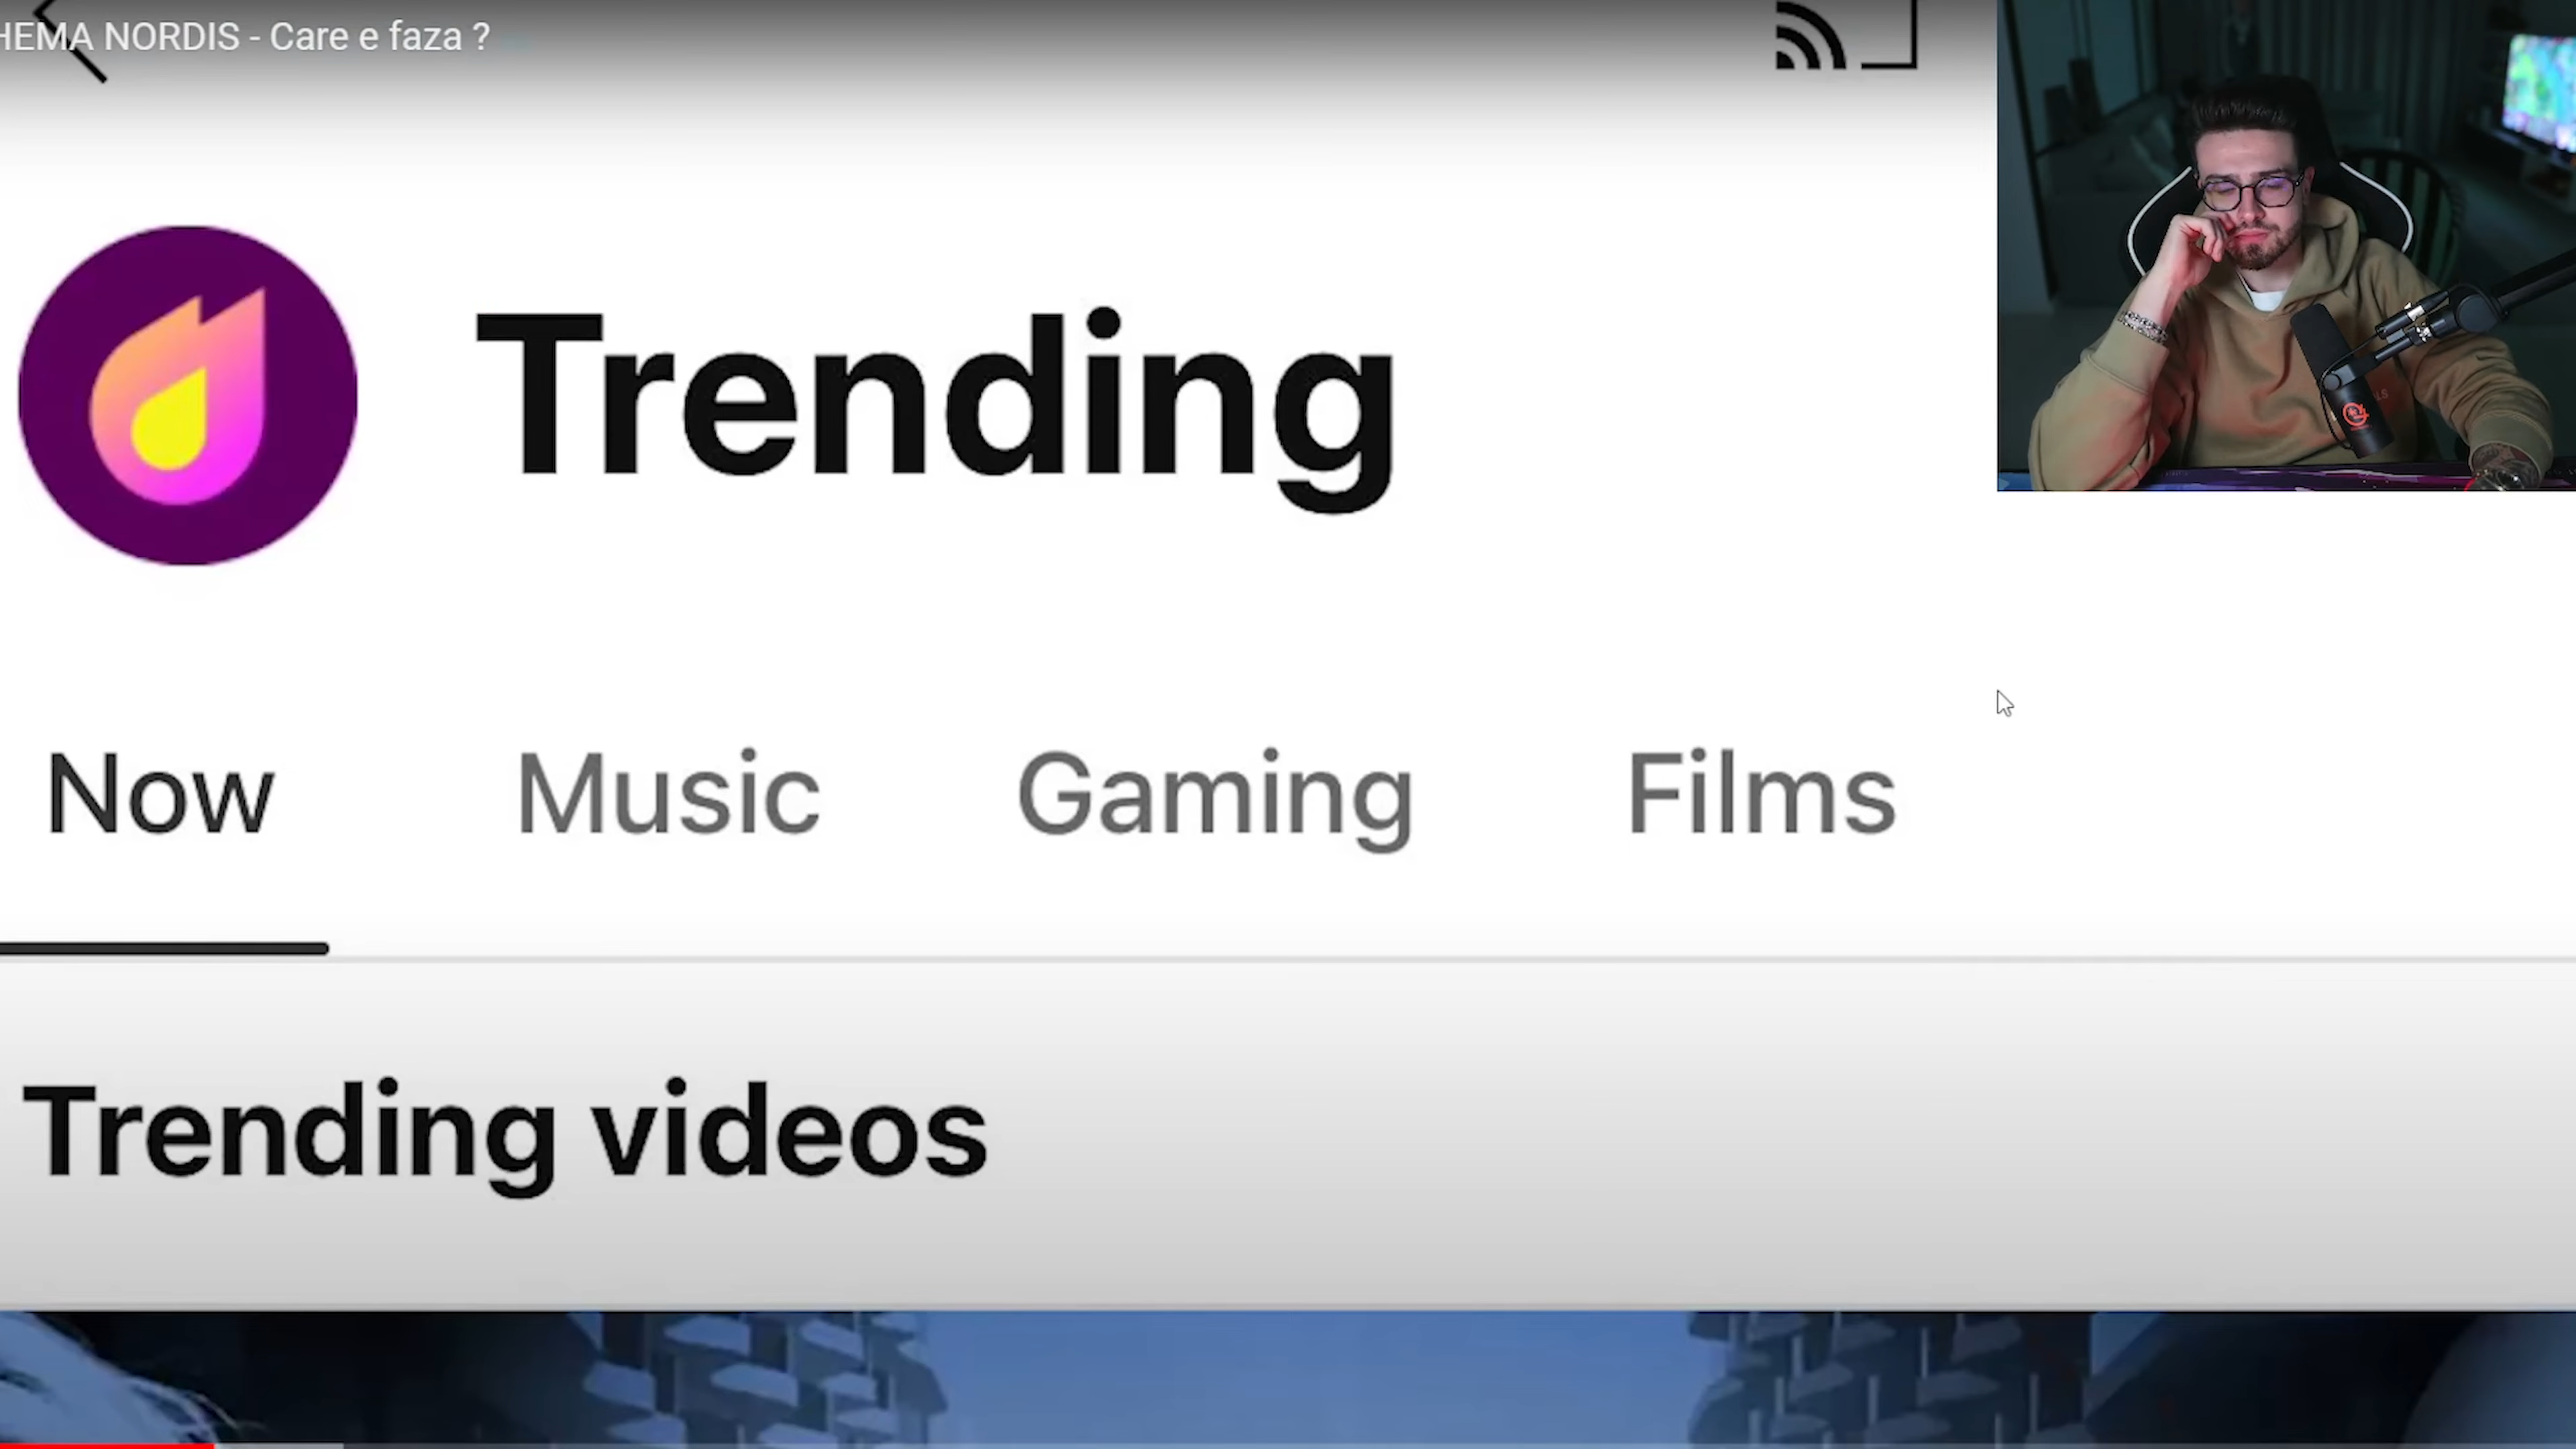 HEMA NORDIS - Care e faza ?
Trending
Now Music Gaming Films
Trending videos